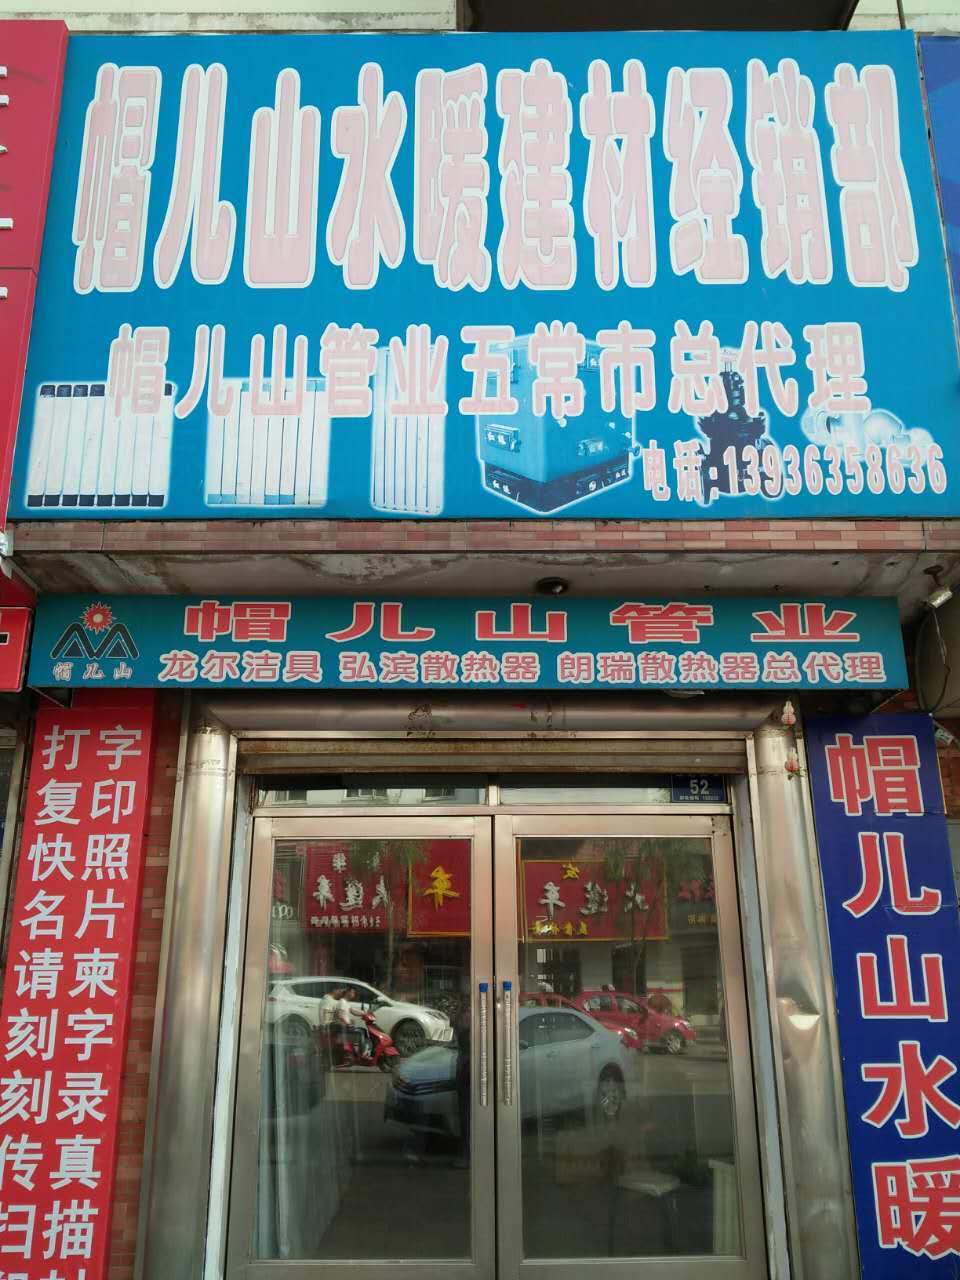 帽儿山水暖建材经销部
帽儿山管业五常市总代理
电话:13936358636
帽儿山管业
帽儿山
龙尔洁具 弘滨散热器 朗瑞散热器总代理
打字
复印
快照
名片
请柬
刻字
刻录
传真
扫描
52
帽儿山水暖